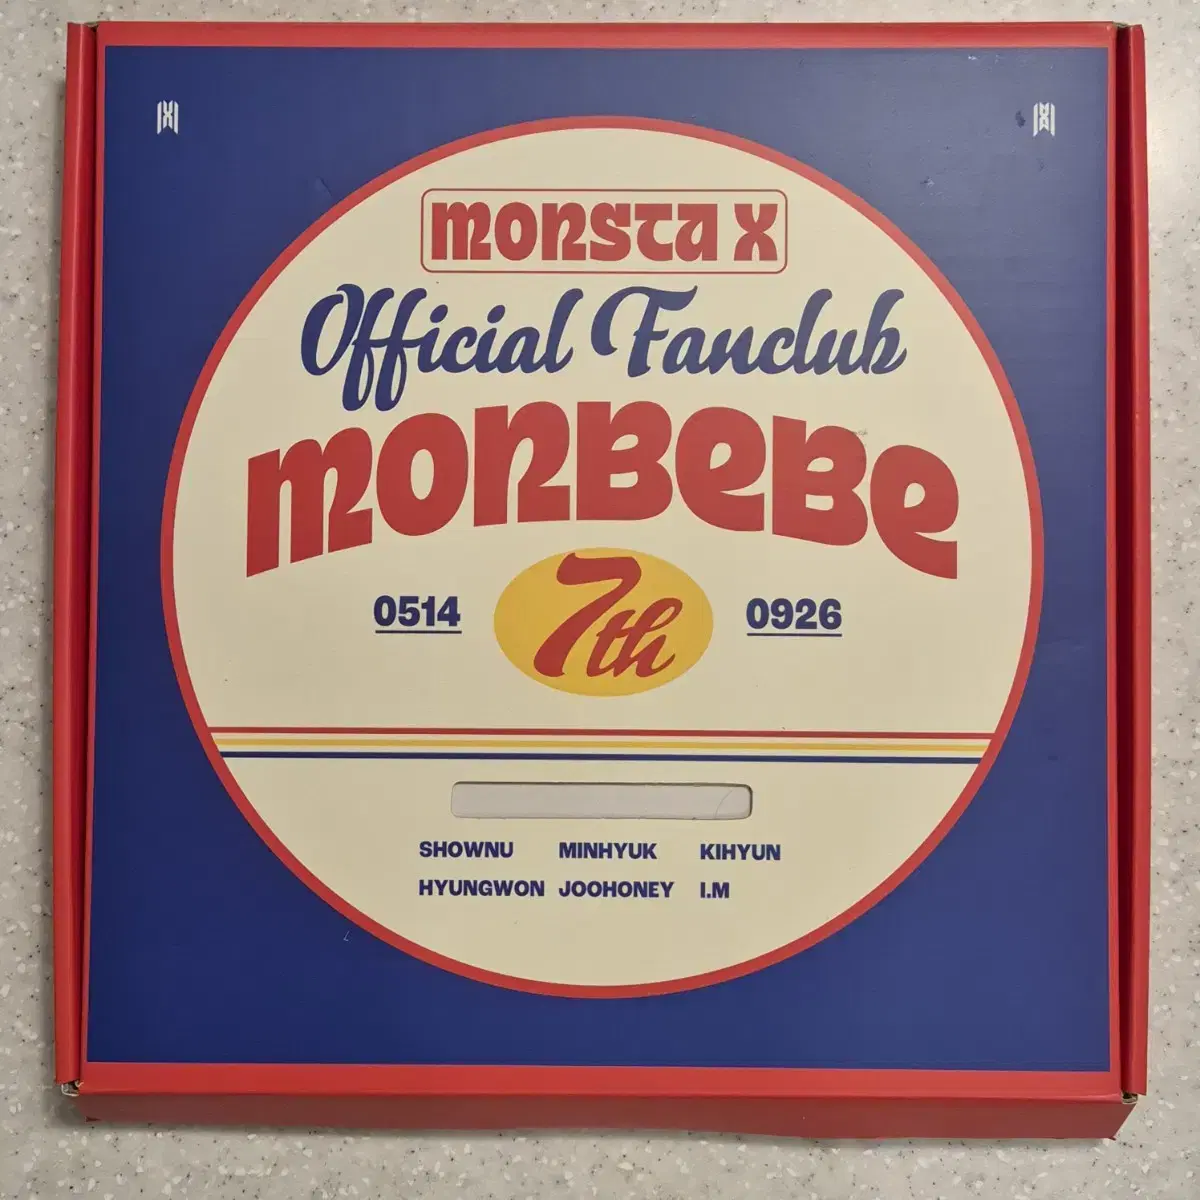 MONSTA X
Official Fanclub
MONBEBE
0514 7th 0926
SHOWNU MINHYUK KIHYUN
HYUNGWON JOOHONEY I.M